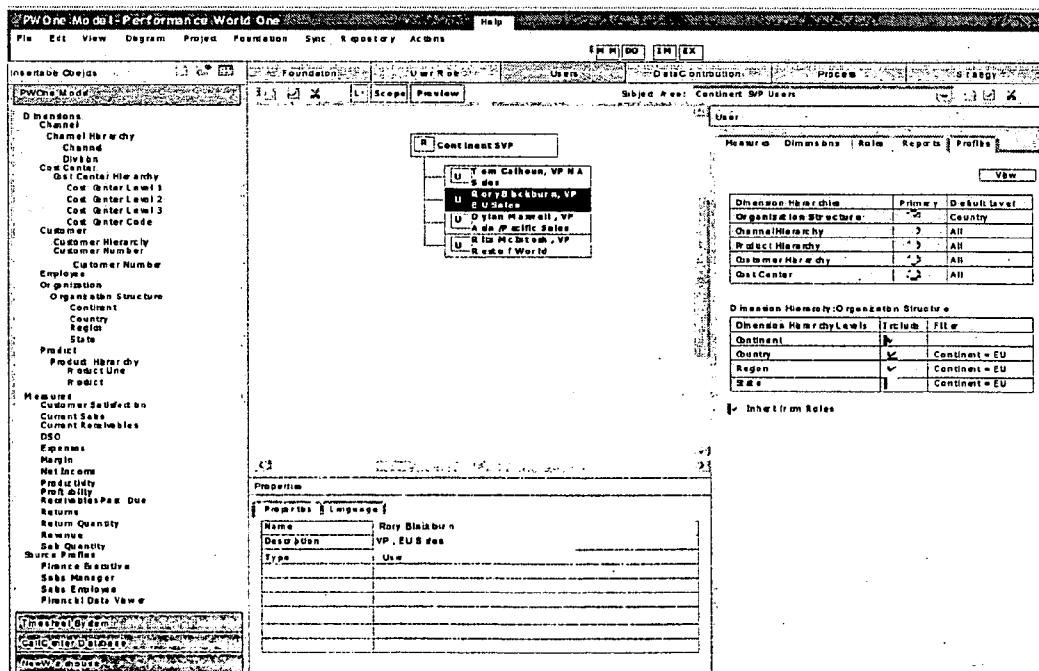 PWOne Model - Performance World One
Help
File Edit View Diagram Project Foundation Sync Repository Actions
Insertable Objects
Foundation User Role Users Data Contribution Process Strategy
PWOne Model
Scope Preview
Subject Area: Continent SVP Users
Dimensions
Channel
Channel Hierarchy
Channel
Division
Cost Center
Cost Center Hierarchy
Cost Center Level 1
Cost Center Level 2
Cost Center Level 3
Cost Center Code
Customer
Customer Hierarchy
Customer Number
Customer Number
Employee
Organization
Organization Structure
Continent
Country
Region
State
Product
Product Hierarchy
Product Line
Product
Measures
Customer Satisfaction
Current Sales
Current Receivables
DSO
Expenses
Margin
Net Income
Productivity
Profitability
Receivables Past Due
Returns
Return Quantity
Revenue
Sale Quantity
Source Profiles
Finance Executive
Sales Manager
Sales Employee
Financial Data Viewer
Timesheet System
Call Center Database
R Continent SVP
U Tom Calhoun, VP NA
Sales
U Rory Blackburn, VP
EU Sales
U Dylan Maxwell, VP
Asia/Pacific Sales
U Rita McIntosh, VP
Rest of World
Properties
Properties Language
Name Rory Blackburn
Description VP, EU Sales
Type User
User
Measures Dimensions Roles Reports Profiles
View
Dimension Hierarchies Primary Default Level
Organization Structure Country
Channel Hierarchy All
Product Hierarchy All
Customer Hierarchy All
Cost Center All
Dimension Hierarchy: Organization Structure
Dimension Hierarchy Levels Include Filter
Continent
Country Continent = EU
Region Continent = EU
State Continent = EU
Inherit from Roles